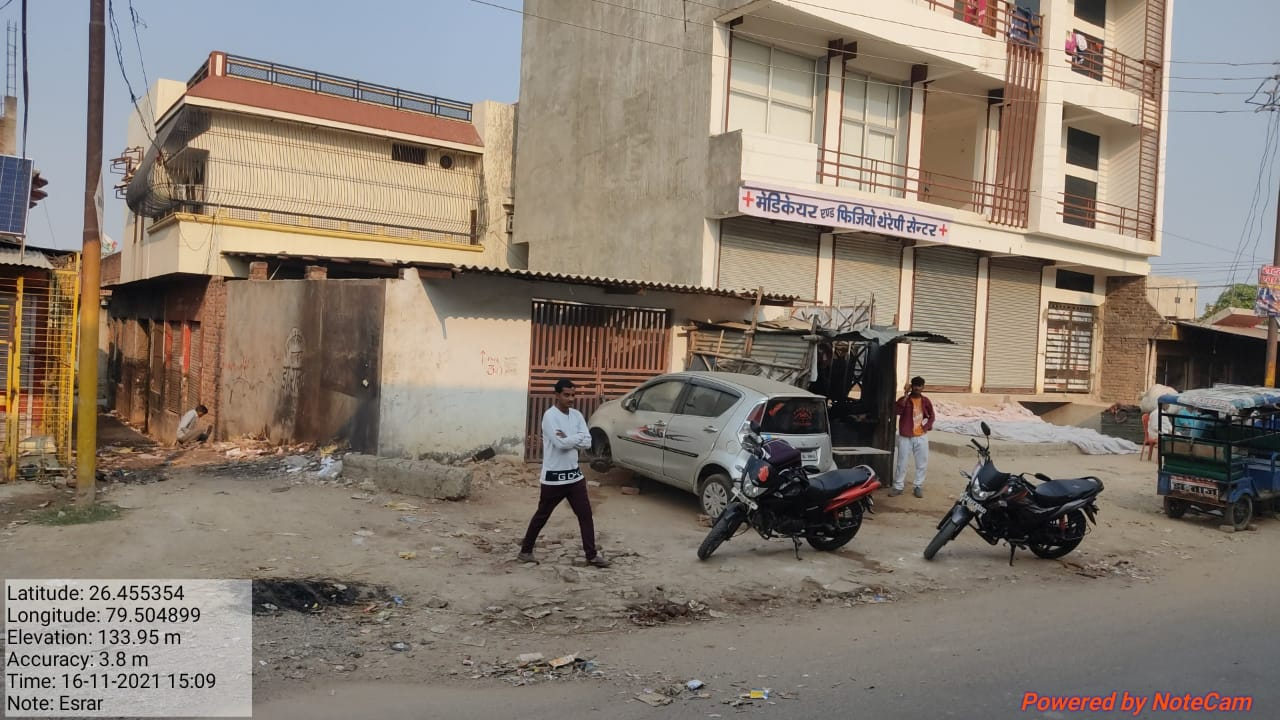 + मेडिकेयर एण्ड फिजियो थेरेपी सेन्टर +
Latitude: 26.455354
Longitude: 79.504899
Elevation: 133.95 m
Accuracy: 3.8 m
Time: 16-11-2021 15:09
Note: Esrar
Powered by NoteCam